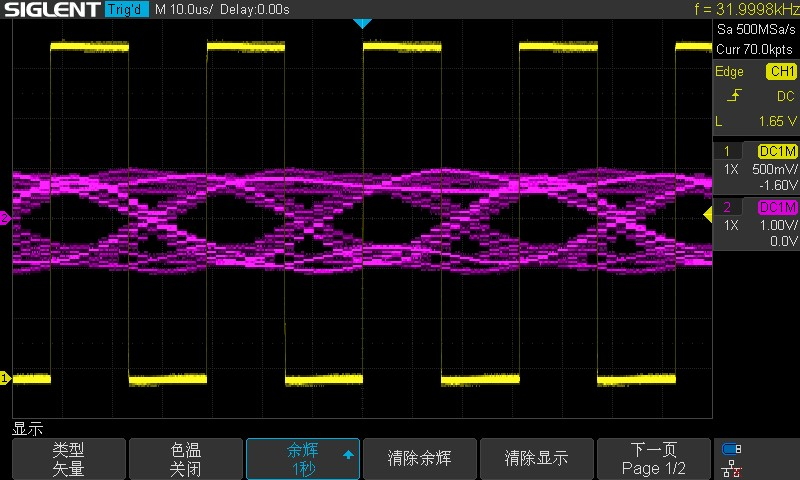 SIGLENT Trig'd M 10.0us/ Delay:0.00s f = 31.9998kHz
Sa 500MSa/s
Curr 70.0kpts
Edge CH1
DC
L 1.65 V
1 DC1M
1X 500mV/
-1.60V
2 DC1M
1X 1.00V/
0.0V
2
1
显示
类型
矢量
色温
关闭
余辉
1秒
清除余辉
清除显示
下一页
Page 1/2